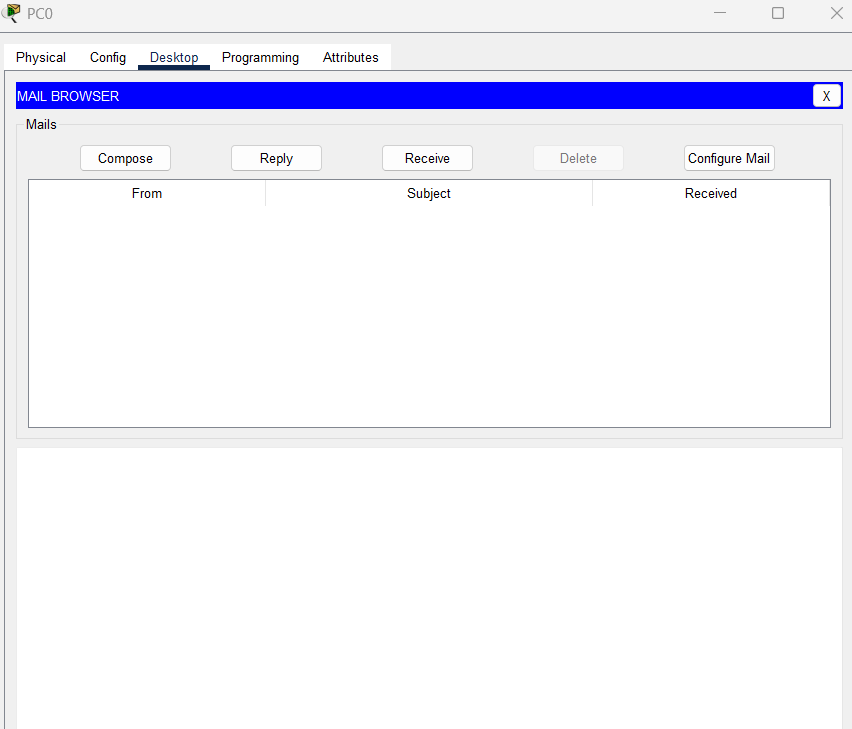 PC0
Physical Config Desktop Programming Attributes
MAIL BROWSER X
Mails
Compose Reply Receive Delete Configure Mail
From Subject Received